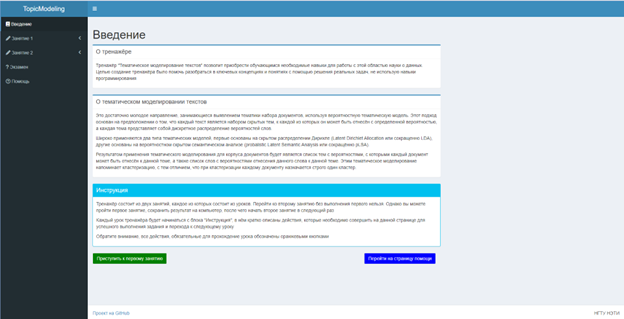 TopicModeling
Введение
Занятие 1
Занятие 2
? Экзамен
Помощь
Введение
О тренажёре
Тренажёр "Тематическое моделирование текстов" позволит приобрести обучающимся необходимые навыки для работы с этой областью науки о данных.
Целью создания тренажёра было помочь разобраться в ключевых концепциях и понятиях с помощью решения реальных задач, не используя навыки
программирования.
О тематическом моделировании текстов
Это достаточно молодое направление, занимающееся выявлением тематики набора документов, используя вероятностную тематическую модель. Этот подход
основан на предположении о том, что каждый текст является набором скрытых тем, к каждой из которых он может быть отнесён с определенной вероятностью,
а каждая тема представляет собой дискретное распределение вероятностей слов.
Широко применяются два типа тематических моделей, первые основаны на скрытом распределении Дирихле (Latent Dirichlet Allocation или сокращённо LDA),
другие основаны на вероятностном скрытом семантическом анализе (probabilistic Latent Semantic Analysis или сокращённо pLSA).
Результатом применения тематического моделирования для корпуса документов будет являться список тем с вероятностями, с которыми каждый документ
может быть отнесён к данной теме, а также список слов с вероятностями отнесения данного слова к данной теме. Этим тематическое моделирование
напоминает кластеризацию, с тем отличием, что при кластеризации каждому документу назначается строго один кластер.
Инструкция
Тренажёр состоит из двух занятий, каждое из которых состоит из уроков. Перейти ко второму занятию без выполнения первого нельзя. Однако вы можете
пройти первое занятие, сохранить результат на компьютер, после чего начать второе занятие в следующий раз.
Каждый урок тренажёра будет начинаться с блока "Инструкция", в нём кратко описаны действия, которые необходимо совершить на данной странице для
успешного выполнения задания и перехода к следующему уроку.
Обратите внимание, все действия, обязательные для прохождения урока обозначены оранжевыми кнопками
Приступить к первому занятию
Перейти на страницу помощи
Проект на GitHub
НГТУ НЭТИ